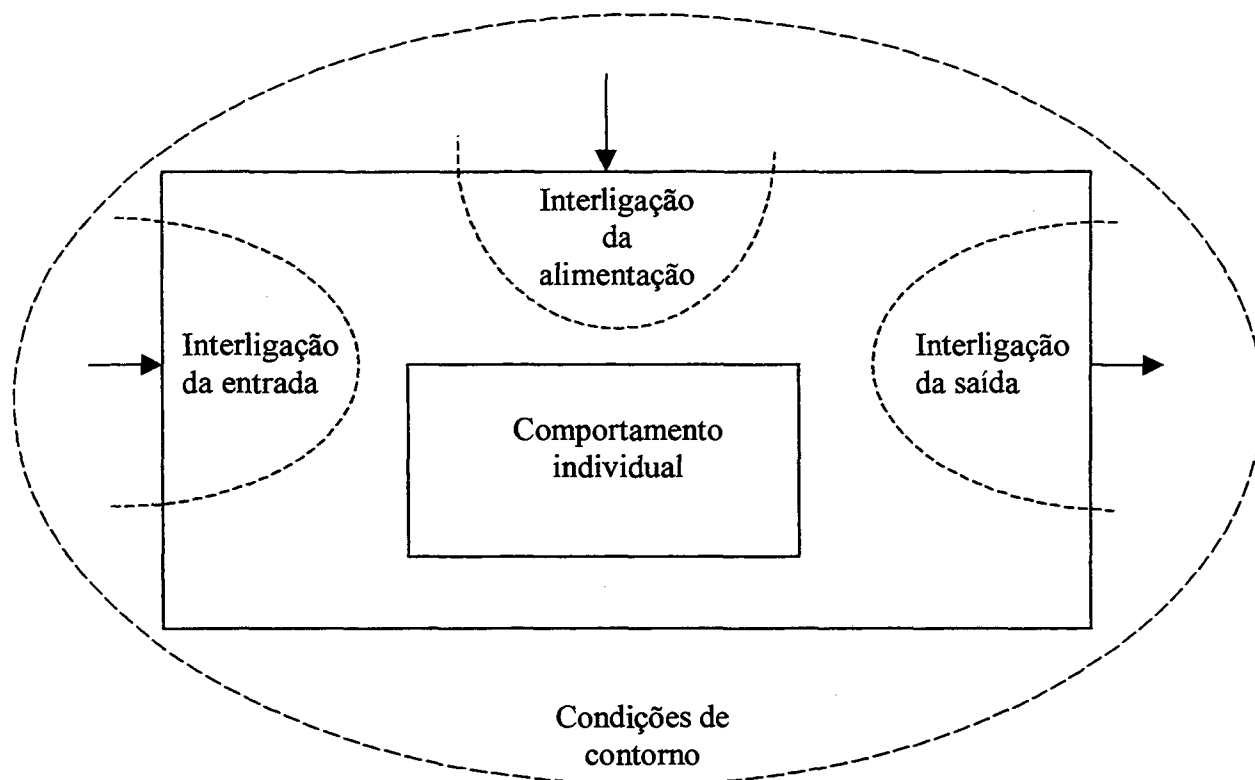 Interligação
da
alimentação
Interligação
da entrada
Interligação
da saída
Comportamento
individual
Condições de
contorno